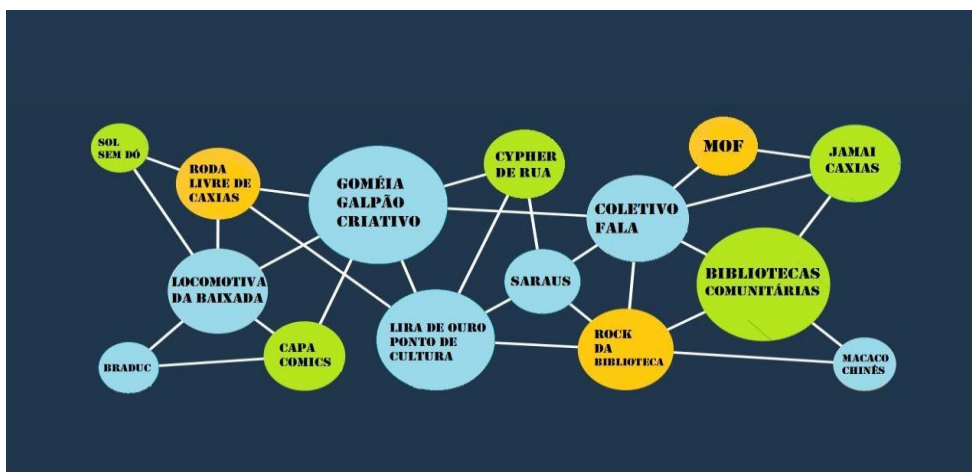 SOL
SEM DÓ
RODA
LIVRE DE
CAXIAS
GOMÉIA
GALPÃO
CRIATIVO
CYPHER
DE RUA
MOF
JAMAI
CAXIAS
COLETIVO
FALA
LOCOMOTIVA
DA BAIXADA
SARAUS
BIBLIOTECAS
COMUNITÁRIAS
LIRA DE OURO
PONTO DE
CULTURA
ROCK
DA
BIBLIOTECA
BRADUC
CAPA
COMICS
MACACO
CHINÊS